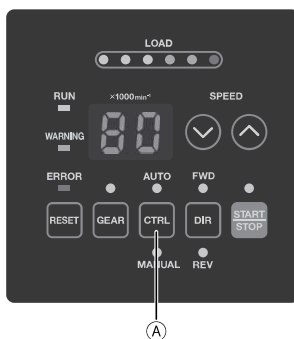 LOAD
RUN
×1000min⁻¹
SPEED
WARNING
80
ERROR
AUTO
FWD
RESET
GEAR
CTRL
DIR
START
STOP
MANUAL
REV
A